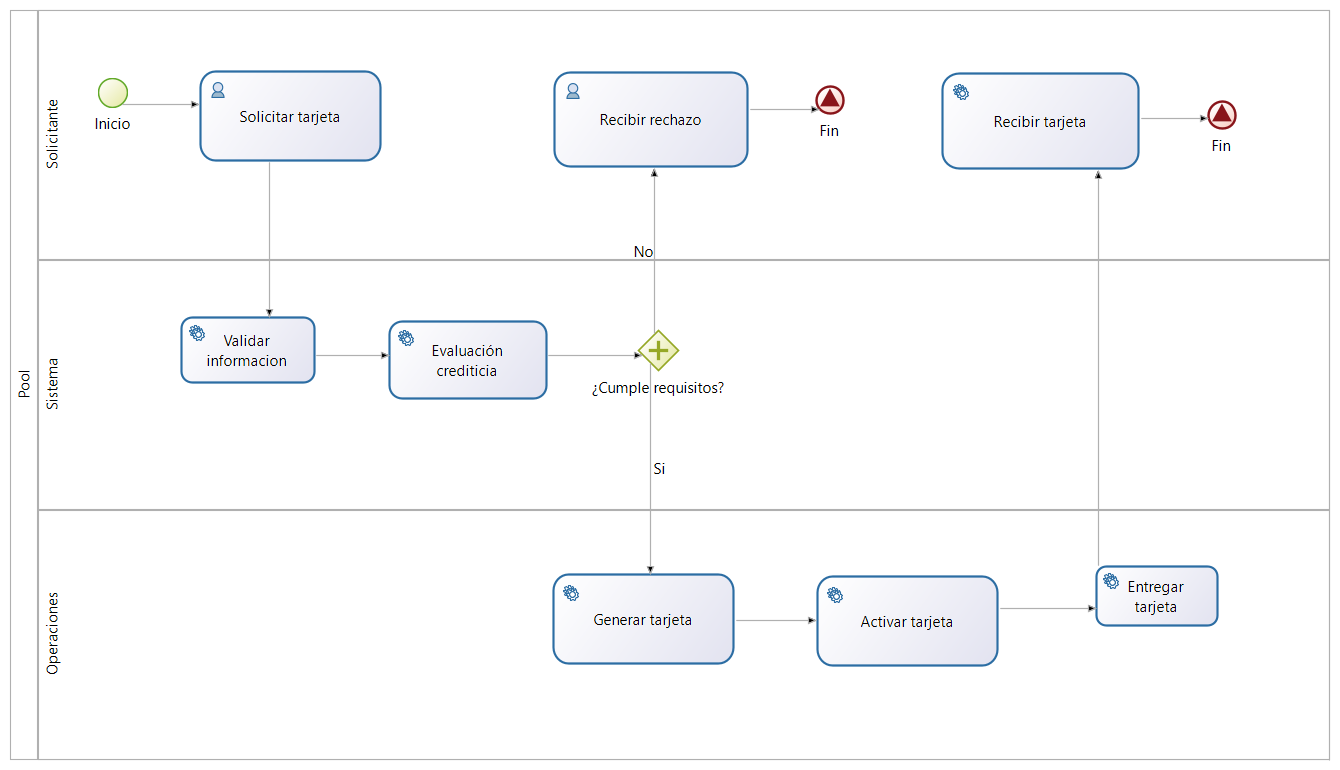 Pool
Solicitante
Inicio
Solicitar tarjeta
Recibir rechazo
Fin
Recibir tarjeta
Fin
No
Sistema
Validar
informacion
Evaluación
crediticia
¿Cumple requisitos?
Si
Operaciones
Generar tarjeta
Activar tarjeta
Entregar
tarjeta